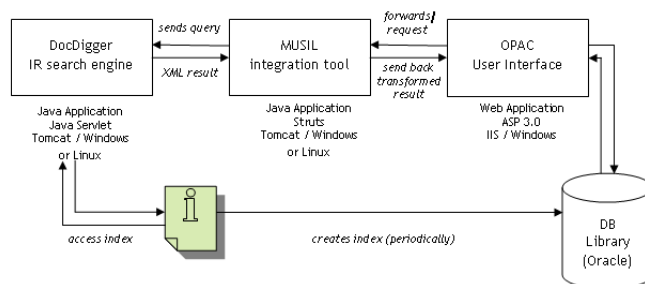 sends query
forwards/
request
DocDigger
IR search engine
MUSIL
integration tool
OPAC
User Interface
XML result
send back
transformed
result
Java Application
Java Servlet
Tomcat / Windows
or Linux
Java Application
Struts
Tomcat / Windows
or Linux
Web Application
ASP 3.0
IIS / Windows
i
access index
creates index (periodically)
DB
Library
(Oracle)